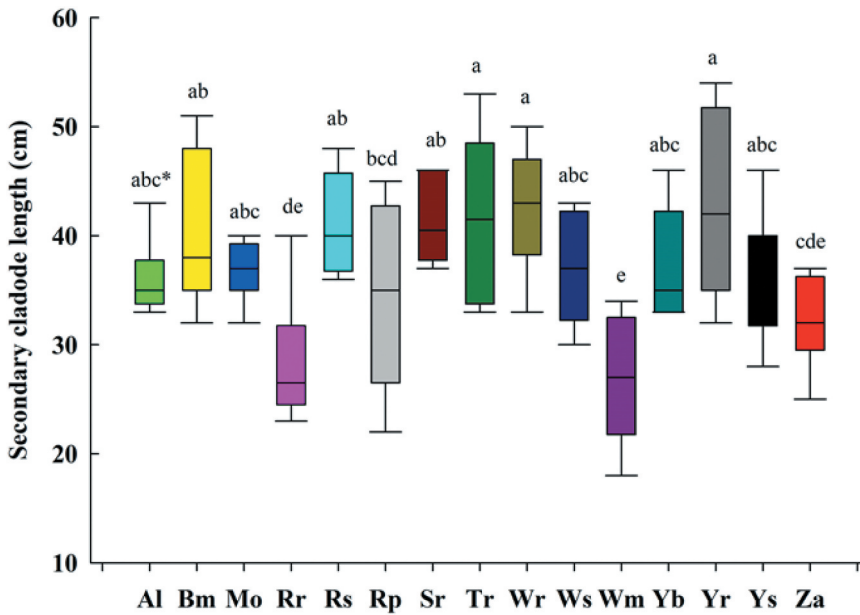 60
50
40
30
20
10
Secondary cladode length (cm)
abc*
ab
abc
de
ab
bcd
ab
a
a
abc
e
abc
a
abc
cde
Al Bm Mo Rr Rs Rp Sr Tr Wr Ws Wm Yb Yr Ys Za